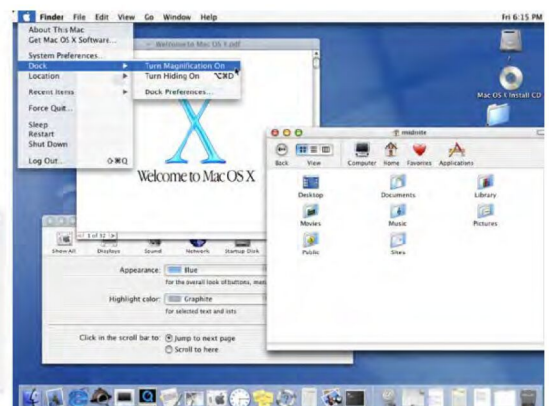 Finder File Edit View Go Window Help
Fri 6:15 PM
About This Mac
Get Mac OS X Software...
System Preferences...
Dock
Location
Recent Items
Force Quit...
Sleep
Restart
Shut Down
Log Out... ⇧⌘Q
Turn Magnification On
Turn Hiding On ⌥⌘D
Dock Preferences...
Welcome to Mac OS X.pdf
X
Welcome to Mac OS X
1 of 32
Mac OS X Install CD
midnite
Back View Computer Home Favorites Applications
Desktop Documents Library
Movies Music Pictures
Public Sites
Show All Displays Sound Network Startup Disk
Appearance: Blue
For the overall look of buttons, men
Highlight color: Graphite
For selected text and lists
Click in the scroll bar to: Jump to next page
Scroll to here